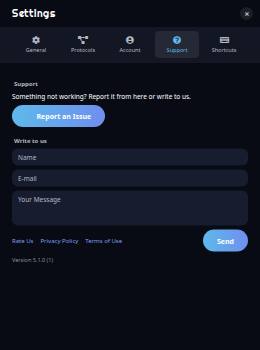 Settings
General
Protocols
Account
Support
Shortcuts
Support
Something not working? Report it from here or write to us.
Report an Issue
Write to us
Name
E-mail
Your Message
Rate Us Privacy Policy Terms of Use
Send
Version 5.1.0 (1)